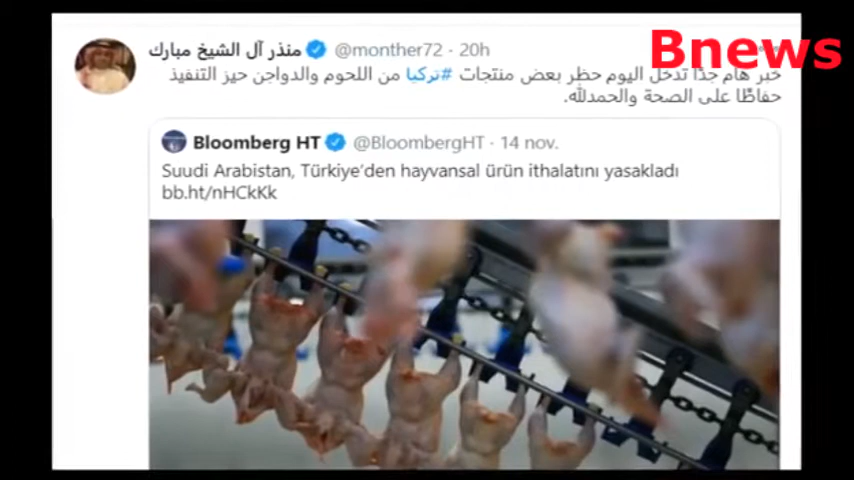 Bnews
منذر آل الشيخ مبارك @monther72 · 20h
خبر هام جدًا تدخل اليوم حظر بعض منتجات #تركيا من اللحوم والدواجن حيز التنفيذ
حفاظًا على الصحة والحمدلله.
Bloomberg HT @BloombergHT · 14 nov.
Suudi Arabistan, Türkiye'den hayvansal ürün ithalatını yasakladı
bb.ht/nHCkKk